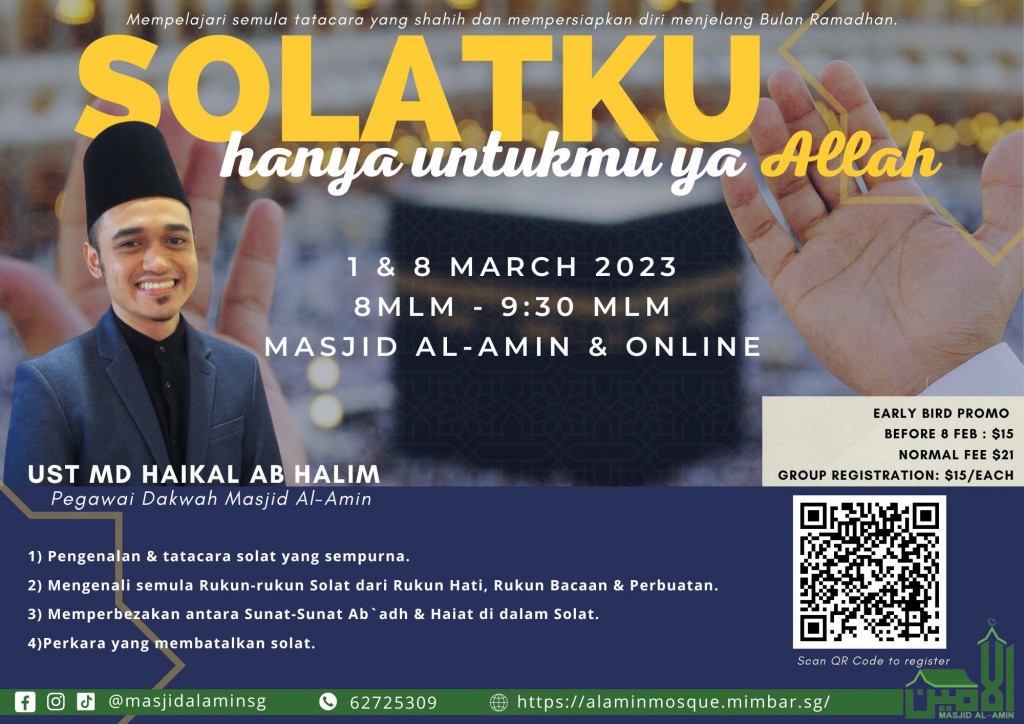 Mempelajari semula tatacara yang shahih dan mempersiapkan diri menjelang Bulan Ramadhan.
SOLATKU
hanya untukmu ya Allah
1 & 8 MARCH 2023
8MLM - 9:30 MLM
MASJID AL-AMIN & ONLINE
EARLY BIRD PROMO
BEFORE 8 FEB : $15
NORMAL FEE $21
GROUP REGISTRATION: $15/EACH
UST MD HAIKAL AB HALIM
Pegawai Dakwah Masjid Al-Amin
1) Pengenalan & tatacara solat yang sempurna.
2) Mengenali semula Rukun-rukun Solat dari Rukun Hati, Rukun Bacaan & Perbuatan.
3) Memperbezakan antara Sunat-Sunat Ab`adh & Haiat di dalam Solat.
4)Perkara yang membatalkan solat.
Scan QR Code to register
@masjidalaminsg
62725309
https://alaminmosque.mimbar.sg/
MASJID AL-AMIN